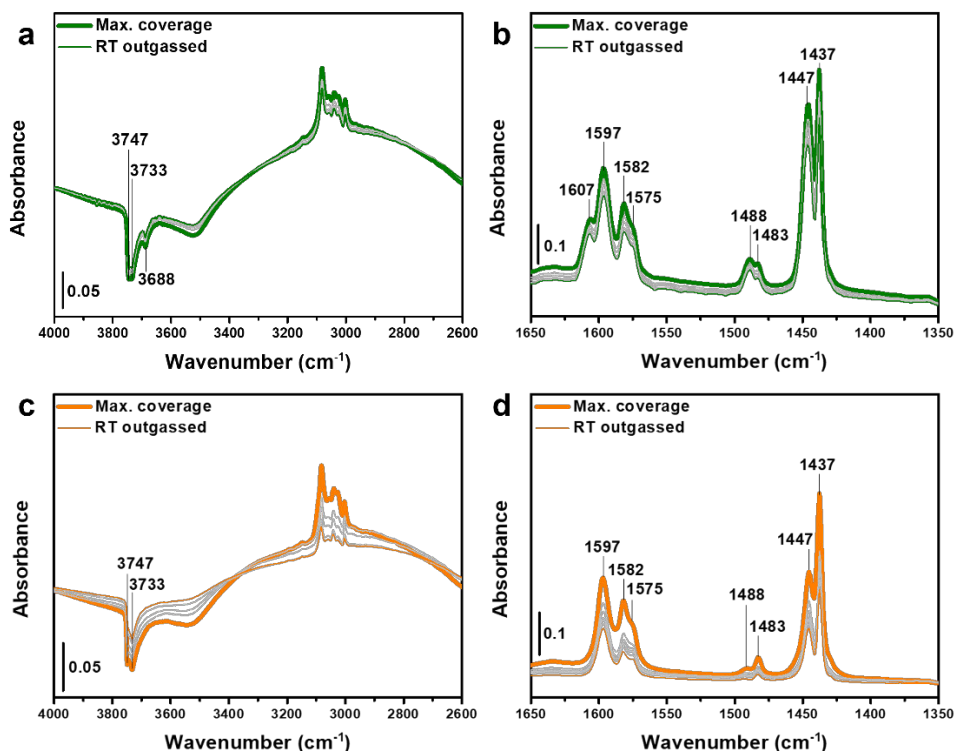 a
Max. coverage
RT outgassed
3747
3733
3688
0.05
Absorbance
4000 3800 3600 3400 3200 3000 2800 2600
Wavenumber (cm-1)
b
Max. coverage
RT outgassed
1437
1447
1597
1582
1607
1575
1488
1483
0.1
Absorbance
1650 1600 1550 1500 1450 1400 1350
Wavenumber (cm-1)
c
Max. coverage
RT outgassed
3747
3733
0.05
Absorbance
4000 3800 3600 3400 3200 3000 2800 2600
Wavenumber (cm-1)
d
Max. coverage
RT outgassed
1437
1447
1597
1582
1575
1488
1483
0.1
Absorbance
1650 1600 1550 1500 1450 1400 1350
Wavenumber (cm-1)